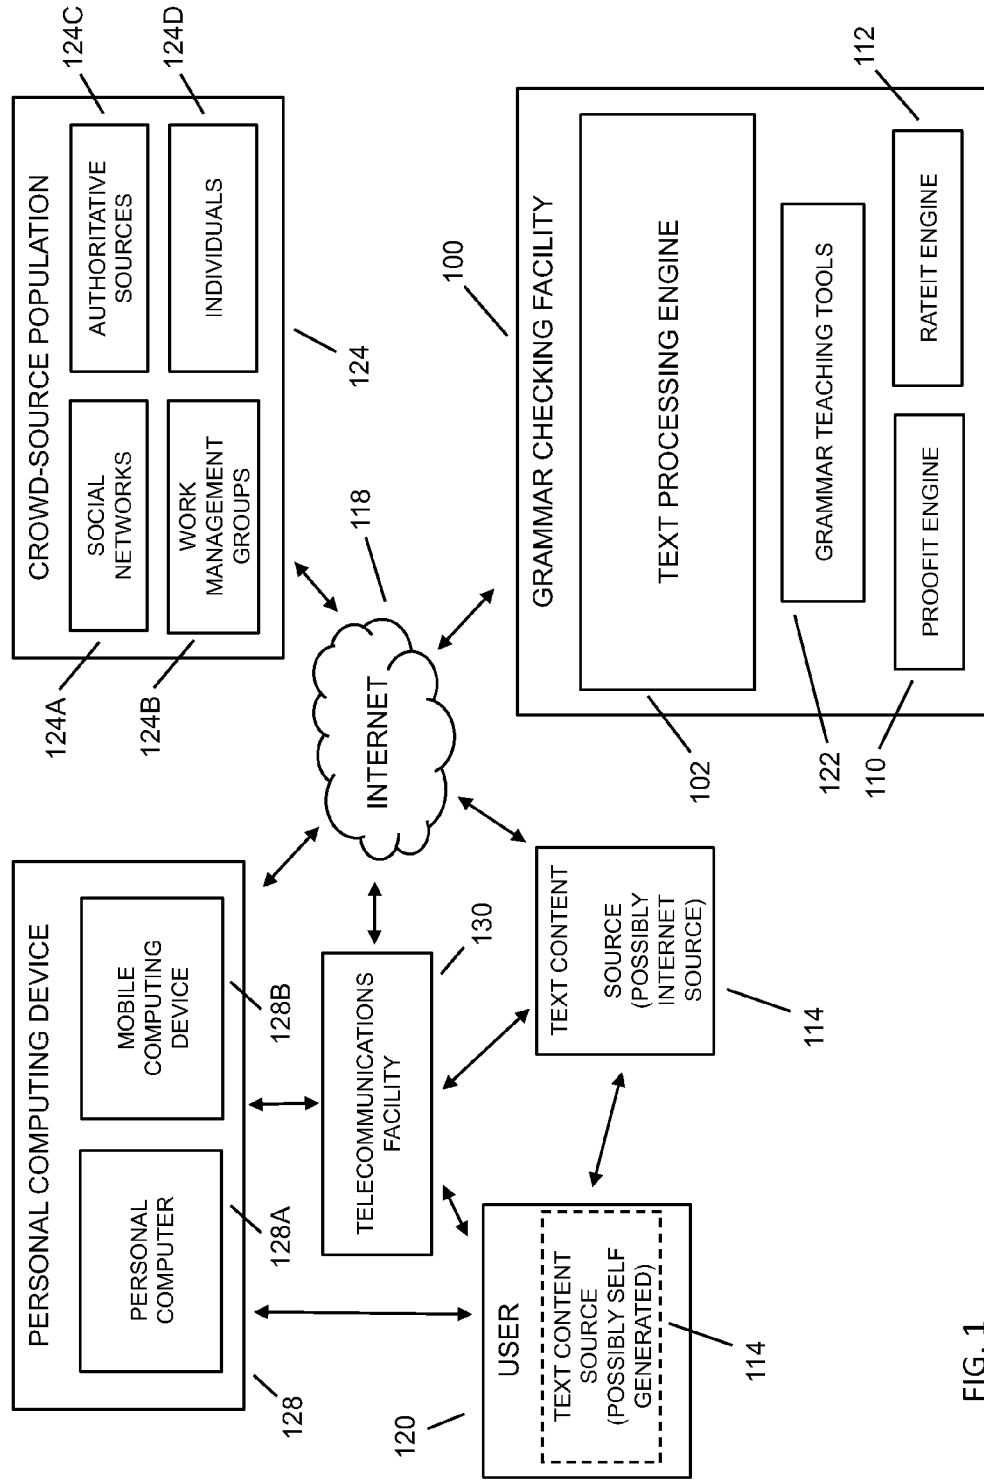 PERSONAL COMPUTING DEVICE
PERSONAL
COMPUTER
128A
MOBILE
COMPUTING
DEVICE
128B
128
CROWD-SOURCE POPULATION
SOCIAL
NETWORKS
AUTHORITATIVE
SOURCES
WORK
MANAGEMENT
GROUPS
INDIVIDUALS
124A
124B
124C
124D
124
TELECOMMUNICATIONS
FACILITY
130
INTERNET
118
USER
TEXT CONTENT
SOURCE
(POSSIBLY SELF
GENERATED)
120
114
TEXT CONTENT
SOURCE
(POSSIBLY
INTERNET
SOURCE)
114
GRAMMAR CHECKING FACILITY
100
TEXT PROCESSING ENGINE
102
GRAMMAR TEACHING TOOLS
122
PROOFIT ENGINE
110
RATEIT ENGINE
112
FIG. 1